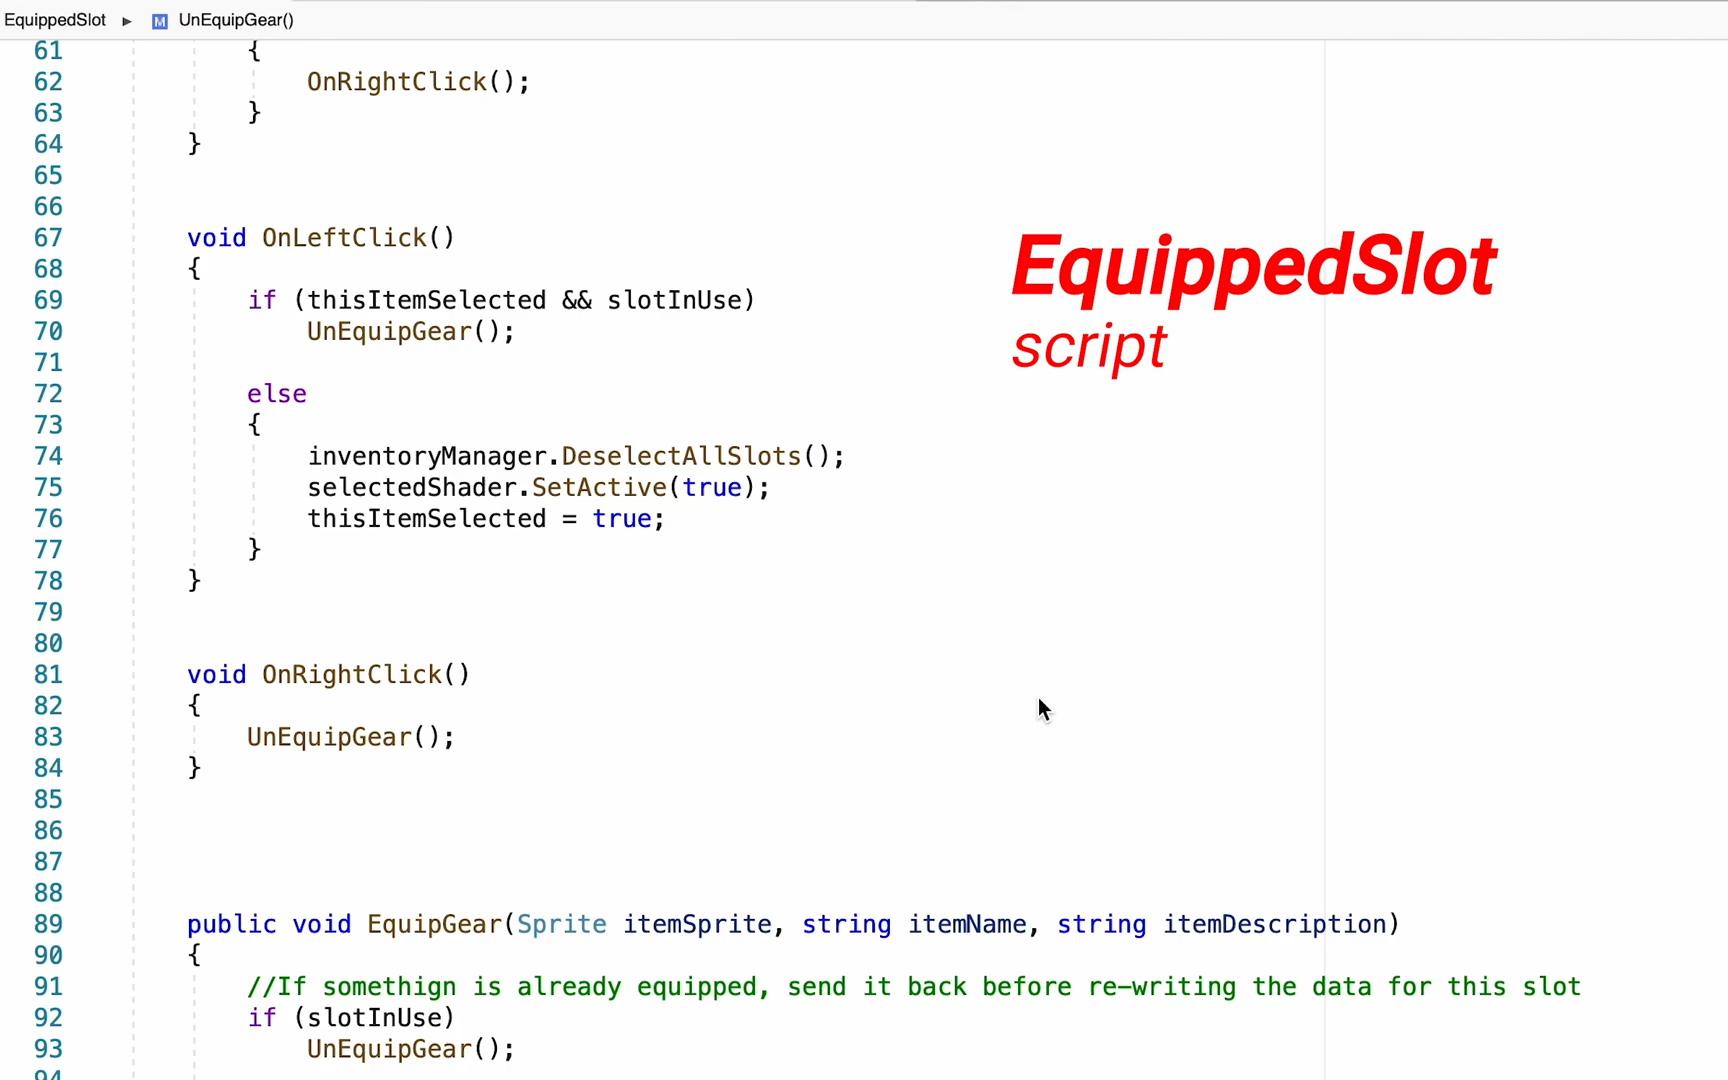 EquippedSlot ▶ M UnEquipGear()
61 {
62 OnRightClick();
63 }
64 }
65
66
67 void OnLeftClick()
68 {
69 if (thisItemSelected && slotInUse)
70 UnEquipGear();
71
72 else
73 {
74 inventoryManager.DeselectAllSlots();
75 selectedShader.SetActive(true);
76 thisItemSelected = true;
77 }
78 }
79
80
81 void OnRightClick()
82 {
83 UnEquipGear();
84 }
85
86
87
88
89 public void EquipGear(Sprite itemSprite, string itemName, string itemDescription)
90 {
91 //If somethign is already equipped, send it back before re-writing the data for this slot
92 if (slotInUse)
93 UnEquipGear();
94
EquippedSlot
script